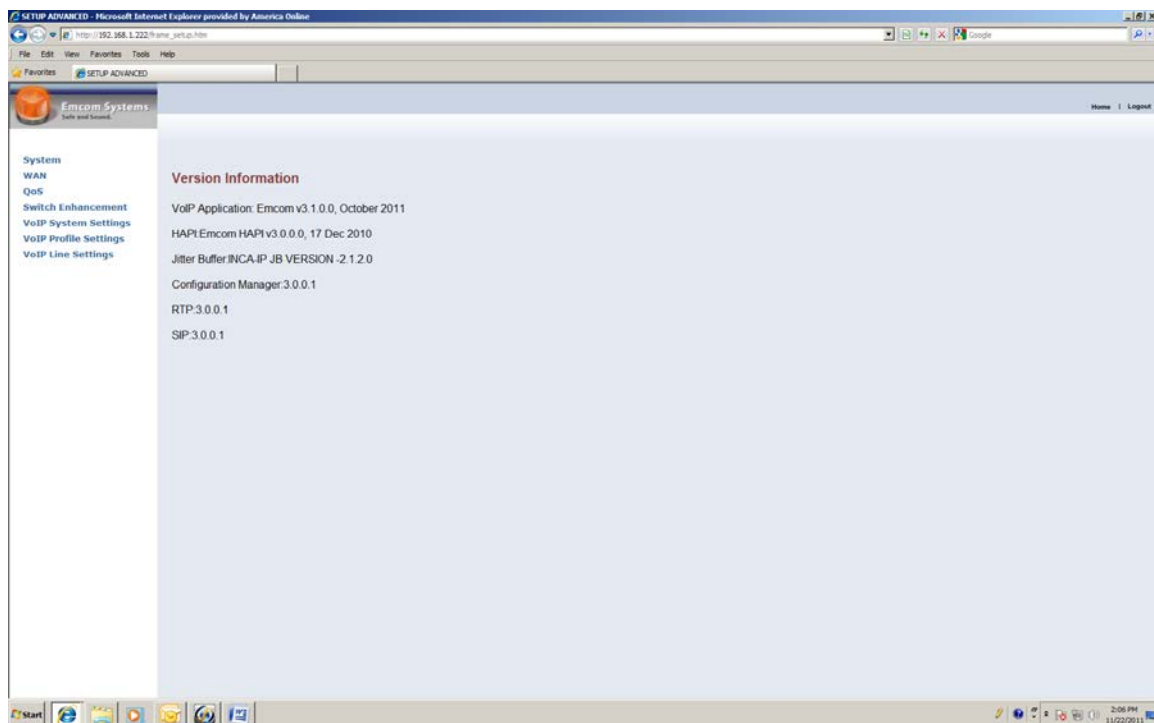 SETUP ADVANCED - Microsoft Internet Explorer provided by America Online
http://192.168.1.222/frame_setup.htm
Google
File Edit View Favorites Tools Help
Favorites SETUP ADVANCED
Emcom Systems
Safe and Sound.
Home | Logout
System
WAN
QoS
Switch Enhancement
VoIP System Settings
VoIP Profile Settings
VoIP Line Settings
Version Information
VoIP Application: Emcom v3.1.0.0, October 2011
HAPI:Emcom HAPI v3.0.0.0, 17 Dec 2010
Jitter Buffer:INCA-IP JB VERSION -2.1.2.0
Configuration Manager:3.0.0.1
RTP:3.0.0.1
SIP:3.0.0.1
Start
2:06 PM
11/22/2011